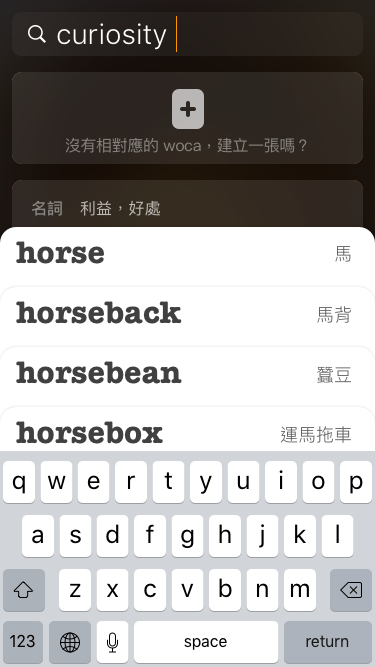 curiosity
沒有相對應的 woca，建立一張嗎？
名詞 利益，好處
horse 馬
horseback 馬背
horsebean 蠶豆
horsebox 運馬拖車
q w e r t y u i o p
a s d f g h j k l
z x c v b n m
123 space return